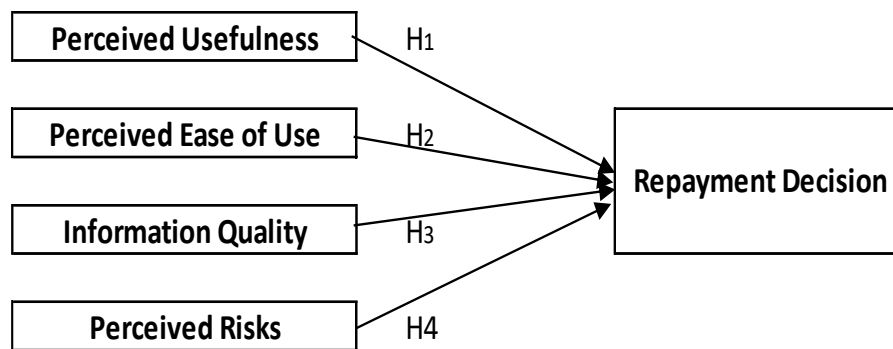 Perceived Usefulness
H1
Perceived Ease of Use
H2
Repayment Decision
Information Quality
H3
Perceived Risks
H4